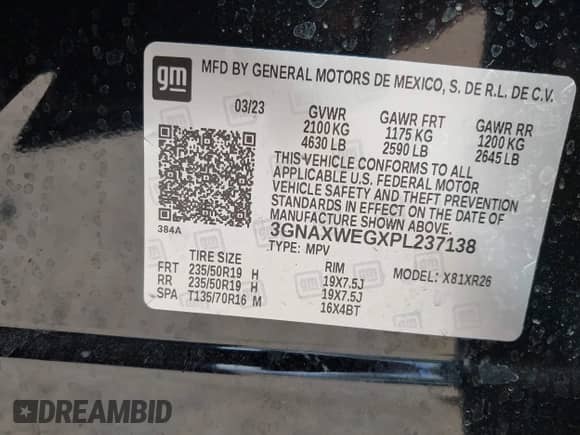 gm
MFD BY GENERAL MOTORS DE MEXICO, S. DE R.L. DE C.V.
03/23 GVWR GAWR FRT GAWR RR
2100 KG 1175 KG 1200 KG
4630 LB 2590 LB 2645 LB
THIS VEHICLE CONFORMS TO ALL
APPLICABLE U.S. FEDERAL MOTOR
VEHICLE SAFETY AND THEFT PREVENTION
STANDARDS IN EFFECT ON THE DATE OF
MANUFACTURE SHOWN ABOVE.
384A 3GNAXWEGXPL237138
TYPE: MPV MODEL: X81XR26
TIRE SIZE RIM
FRT 235/50R19 H 19X7.5J
RR 235/50R19 H 19X7.5J
SPA T135/70R16 M 16X4BT
DREAMBID